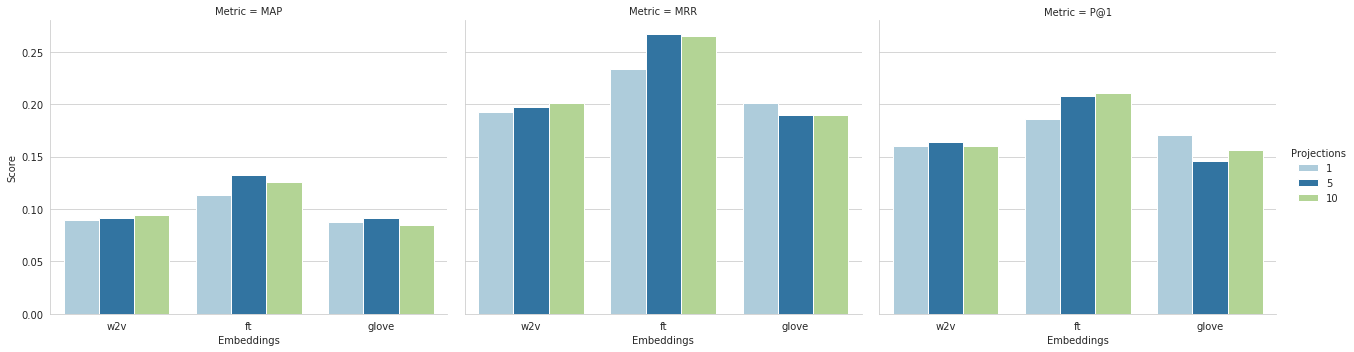 Metric = MAP
Metric = MRR
Metric = P@1
Score
0.25
0.20
0.15
0.10
0.05
0.00
w2v
ft
glove
w2v
ft
glove
w2v
ft
glove
Embeddings
Embeddings
Embeddings
Projections
1
5
10